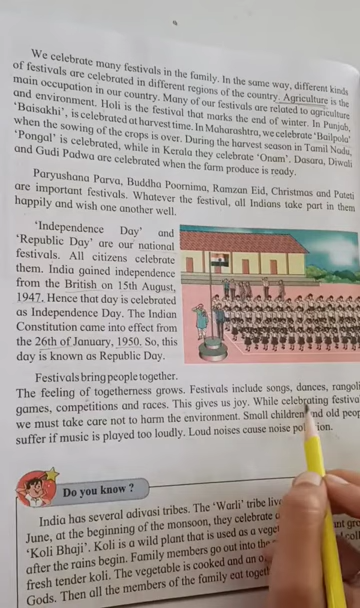 We celebrate many festivals in the family. In the same way, different kinds
of festivals are celebrated in different regions of the country. Agriculture is the
main occupation in our country. Many of our festivals are related to agriculture
and environment. Holi is the festival that marks the end of winter. In Punjab,
'Baisakhi', is celebrated at harvest time. In Maharashtra, we celebrate 'Bailpola'
when the sowing of the crops is over. During the harvest season in Tamil Nadu,
'Pongal' is celebrated, while in Kerala they celebrate 'Onam'. Dasara, Diwali
and Gudi Padwa are celebrated when the farm produce is ready.
Paryushana Parva, Buddha Poornima, Ramzan Eid, Christmas and Pateti
are important festivals. Whatever the festival, all Indians take part in them
happily and wish one another well.
'Independence Day' and
'Republic Day' are our national
festivals. All citizens celebrate
them. India gained independence
from the British on 15th August,
1947. Hence that day is celebrated
as Independence Day. The Indian
Constitution came into effect from
the 26th of January, 1950. So, this
day is known as Republic Day.
Festivals bring people together.
The feeling of togetherness grows. Festivals include songs, dances, rangoli
games, competitions and races. This gives us joy. While celebrating festiva
we must take care not to harm the environment. Small children and old peop
suffer if music is played too loudly. Loud noises cause noise
Do you know ?
India has several adivasi tribes. The 'Warli' tribe
June, at the beginning of the monsoon, they celebrate
'Koli Bhaji'. Koli is a wild plant that is used as a
after the rains begin. Family members go out into
fresh tender koli. The vegetable is cooked and an
Gods. Then all the members of the family eat